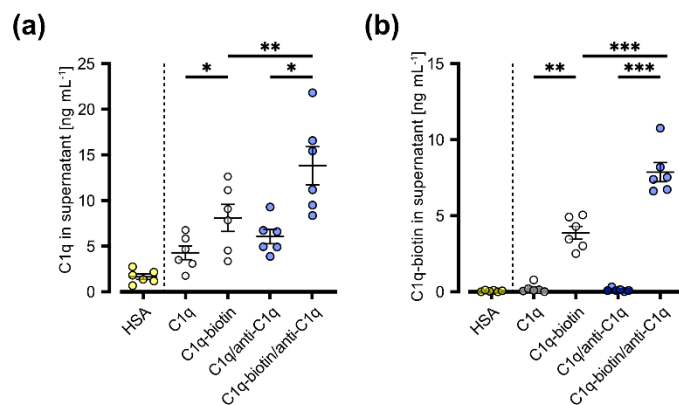 (a)
C1q in supernatant [ng mL⁻¹]
25
20
15
10
5
0
*
**
*
HSA
C1q
C1q-biotin
C1q/anti-C1q
C1q-biotin/anti-C1q
(b)
C1q-biotin in supernatant [ng mL⁻¹]
15
10
5
0
**
***
***
HSA
C1q
C1q-biotin
C1q/anti-C1q
C1q-biotin/anti-C1q